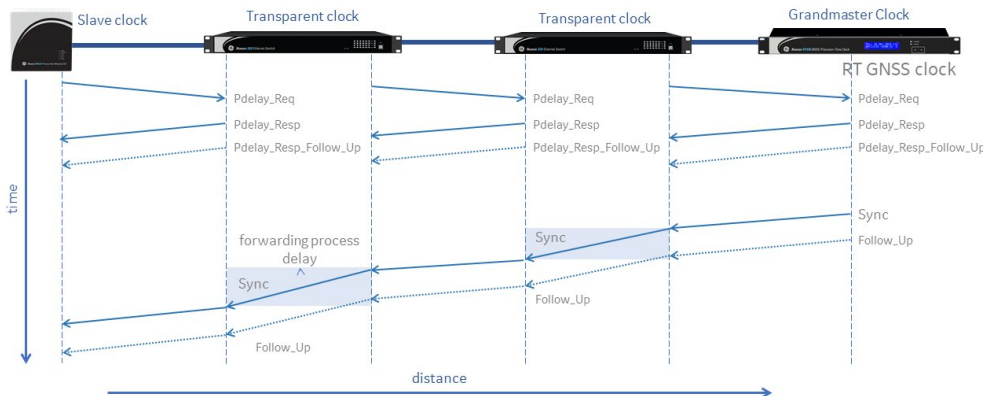 Slave clock
Transparent clock
Transparent clock
Grandmaster Clock
RT GNSS clock
Pdelay_Req
Pdelay_Req
Pdelay_Req
Pdelay_Resp
Pdelay_Resp
Pdelay_Resp
Pdelay_Resp_Follow_Up
Pdelay_Resp_Follow_Up
Pdelay_Resp_Follow_Up
time
Sync
Sync
Follow_Up
forwarding process
delay
Sync
Follow_Up
Follow_Up
distance